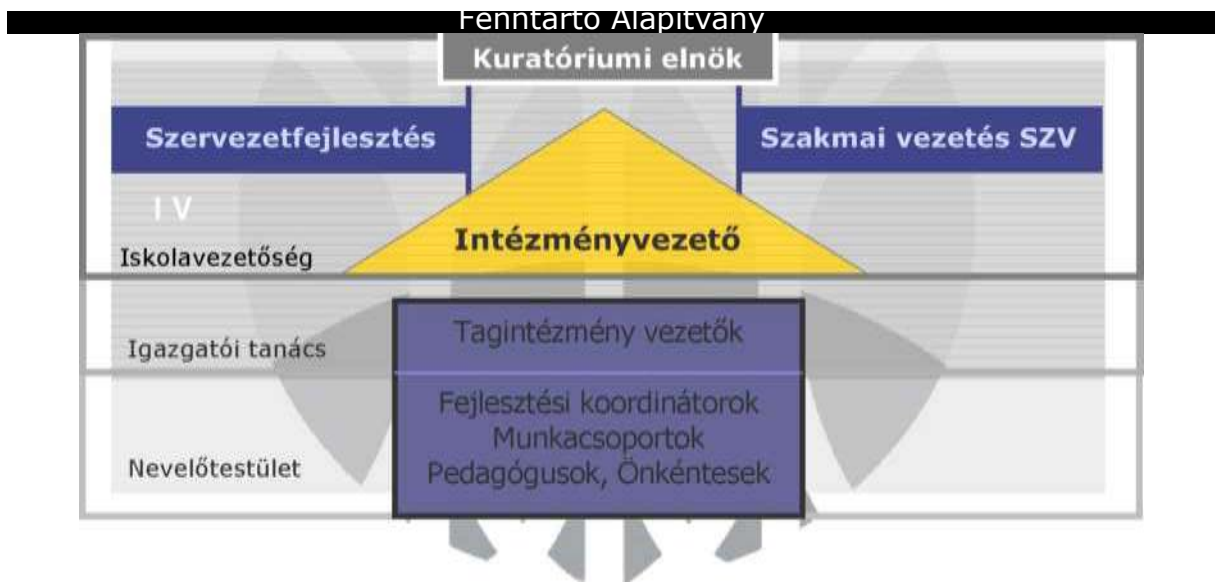 Fenntartó Alapítvány
Kuratóriumi elnök
Szervezetfejlesztés
Szakmai vezetés SZV
I V
Intézményvezető
Iskolavezetőség
Tagintézmény vezetők
Igazgatói tanács
Fejlesztési koordinátorok
Munkacsoportok
Nevelőtestület
Pedagógusok, Önkéntesek